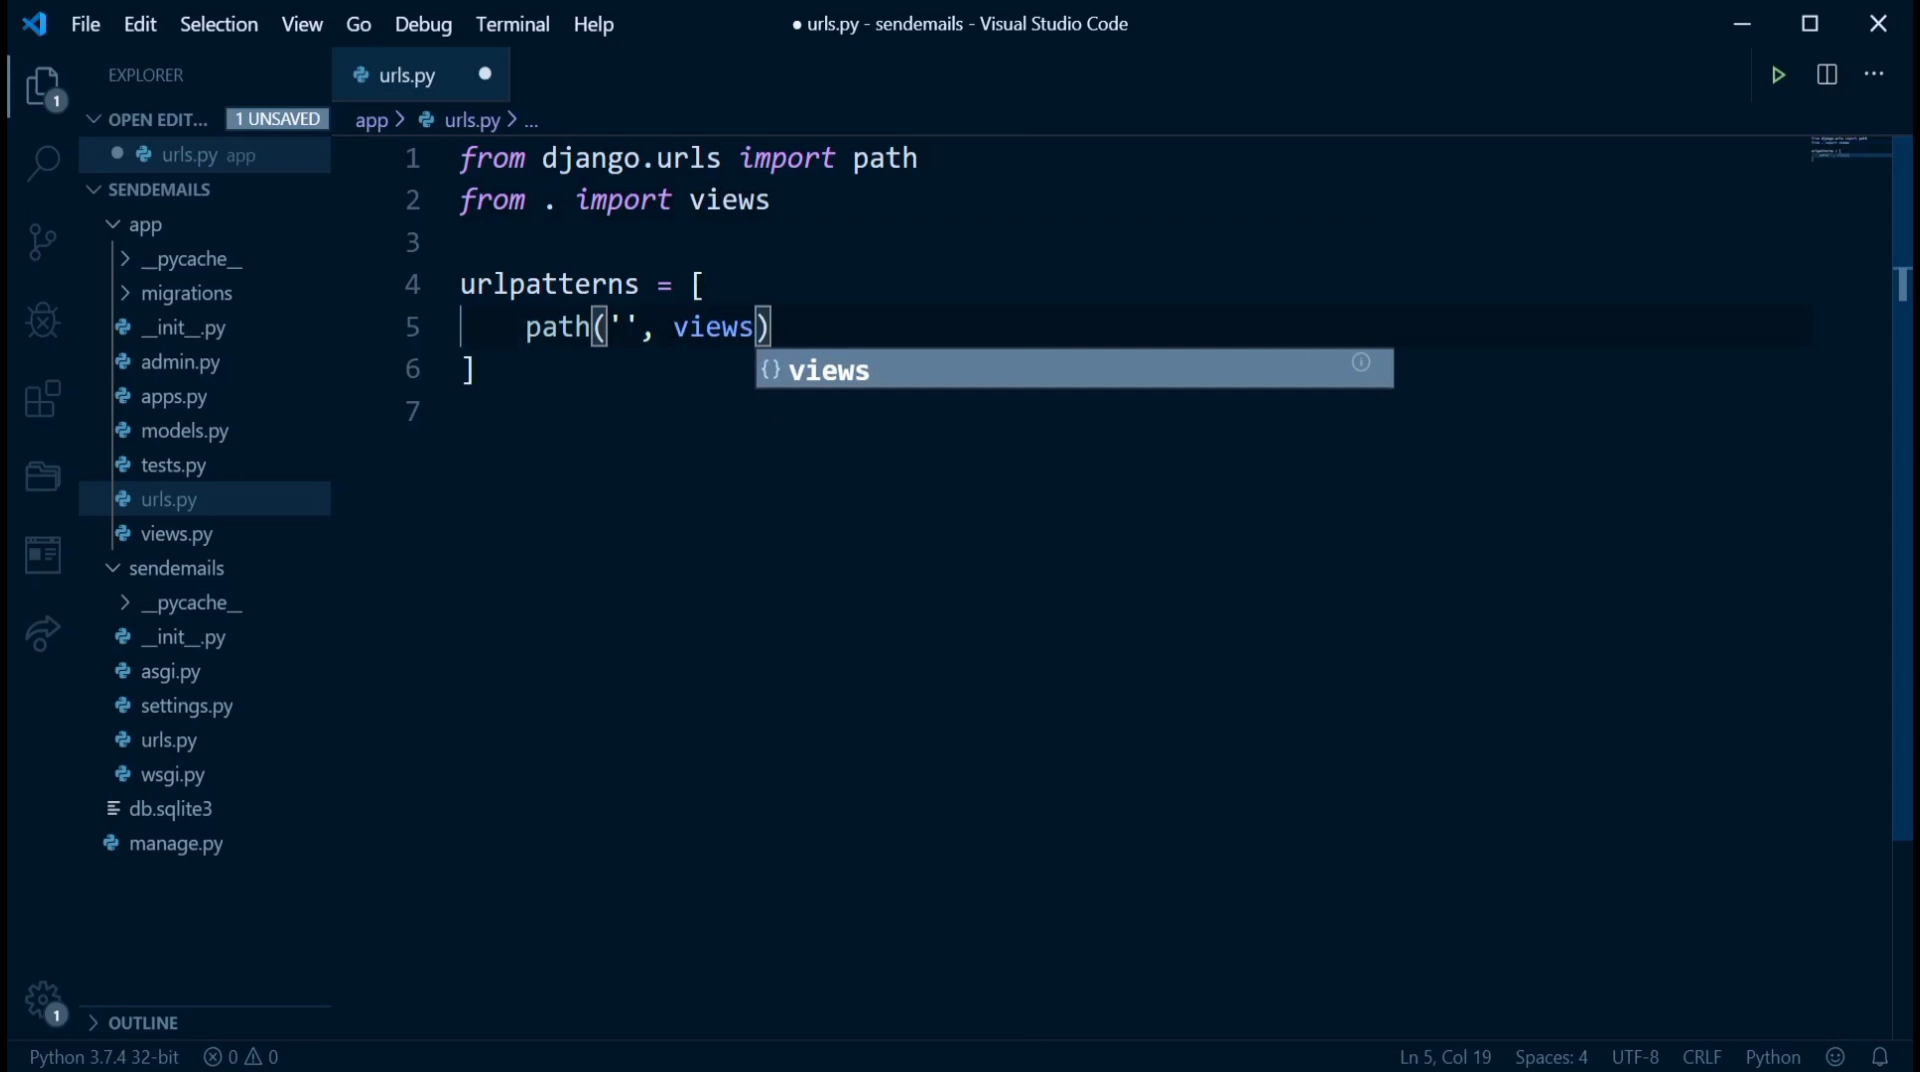 File Edit Selection View Go Debug Terminal Help
● urls.py - sendemails - Visual Studio Code
EXPLORER
OPEN EDIT... 1 UNSAVED
urls.py app
SENDEMAILS
app
__pycache__
migrations
__init__.py
admin.py
apps.py
models.py
tests.py
urls.py
views.py
sendemails
__pycache__
__init__.py
asgi.py
settings.py
urls.py
wsgi.py
db.sqlite3
manage.py
OUTLINE
1
1
urls.py
app > urls.py > ...
1 from django.urls import path
2 from . import views
3
4 urlpatterns = [
5 path('', views)
{} views
6 ]
7
Python 3.7.4 32-bit 0 0
Ln 5, Col 19 Spaces: 4 UTF-8 CRLF Python